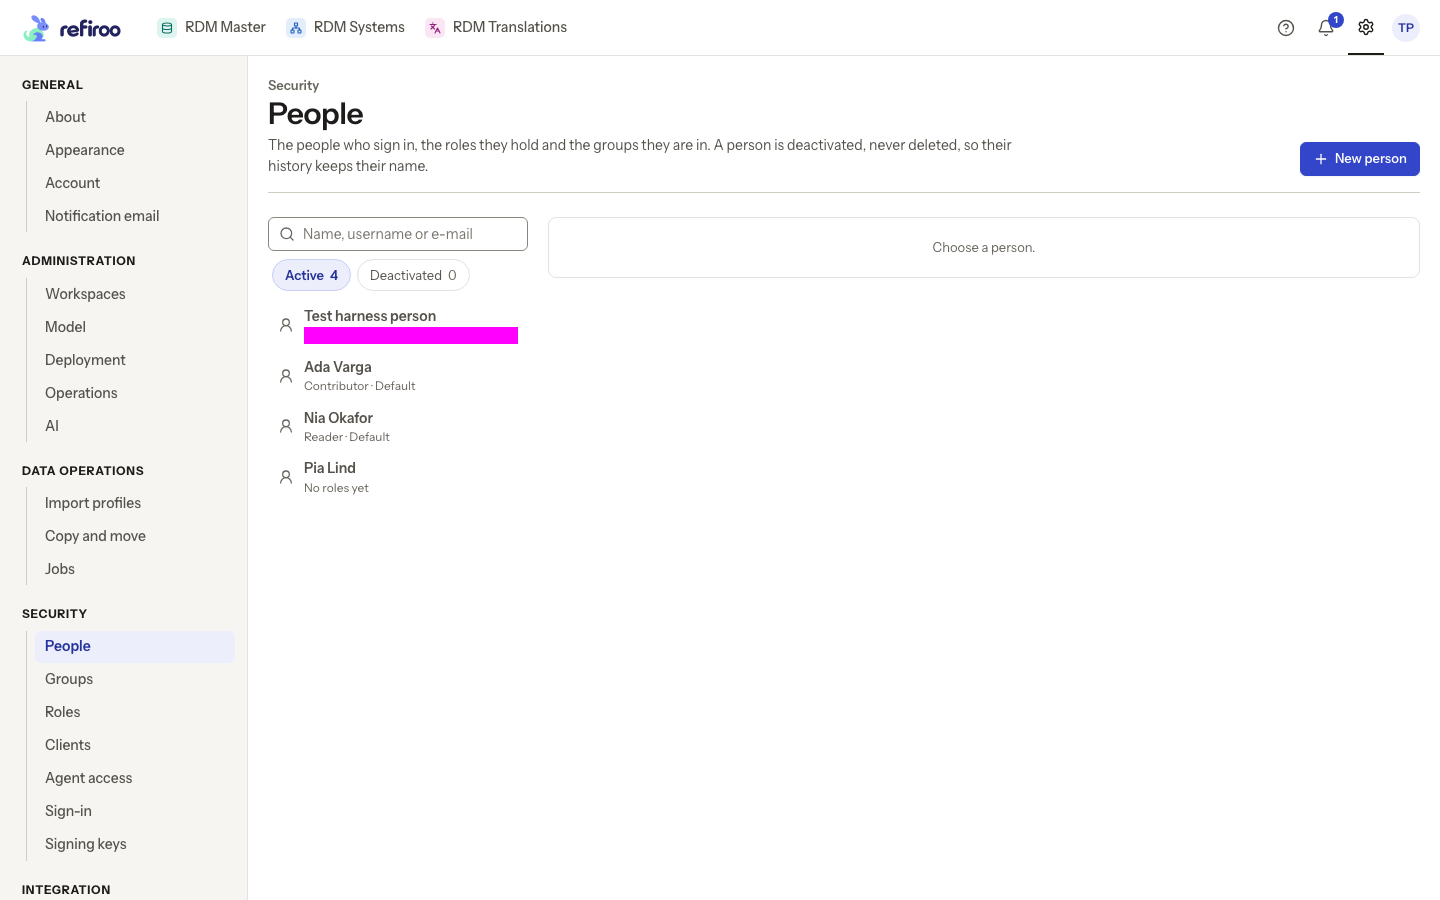 refiroo
RDM Master
RDM Systems
RDM Translations
1
TP
GENERAL
About
Appearance
Account
Notification email
ADMINISTRATION
Workspaces
Model
Deployment
Operations
AI
DATA OPERATIONS
Import profiles
Copy and move
Jobs
SECURITY
People
Groups
Roles
Clients
Agent access
Sign-in
Signing keys
INTEGRATION
Security
People
The people who sign in, the roles they hold and the groups they are in. A person is deactivated, never deleted, so their
history keeps their name.
New person
Name, username or e-mail
Active 4
Deactivated 0
Test harness person
Ada Varga
Contributor · Default
Nia Okafor
Reader · Default
Pia Lind
No roles yet
Choose a person.